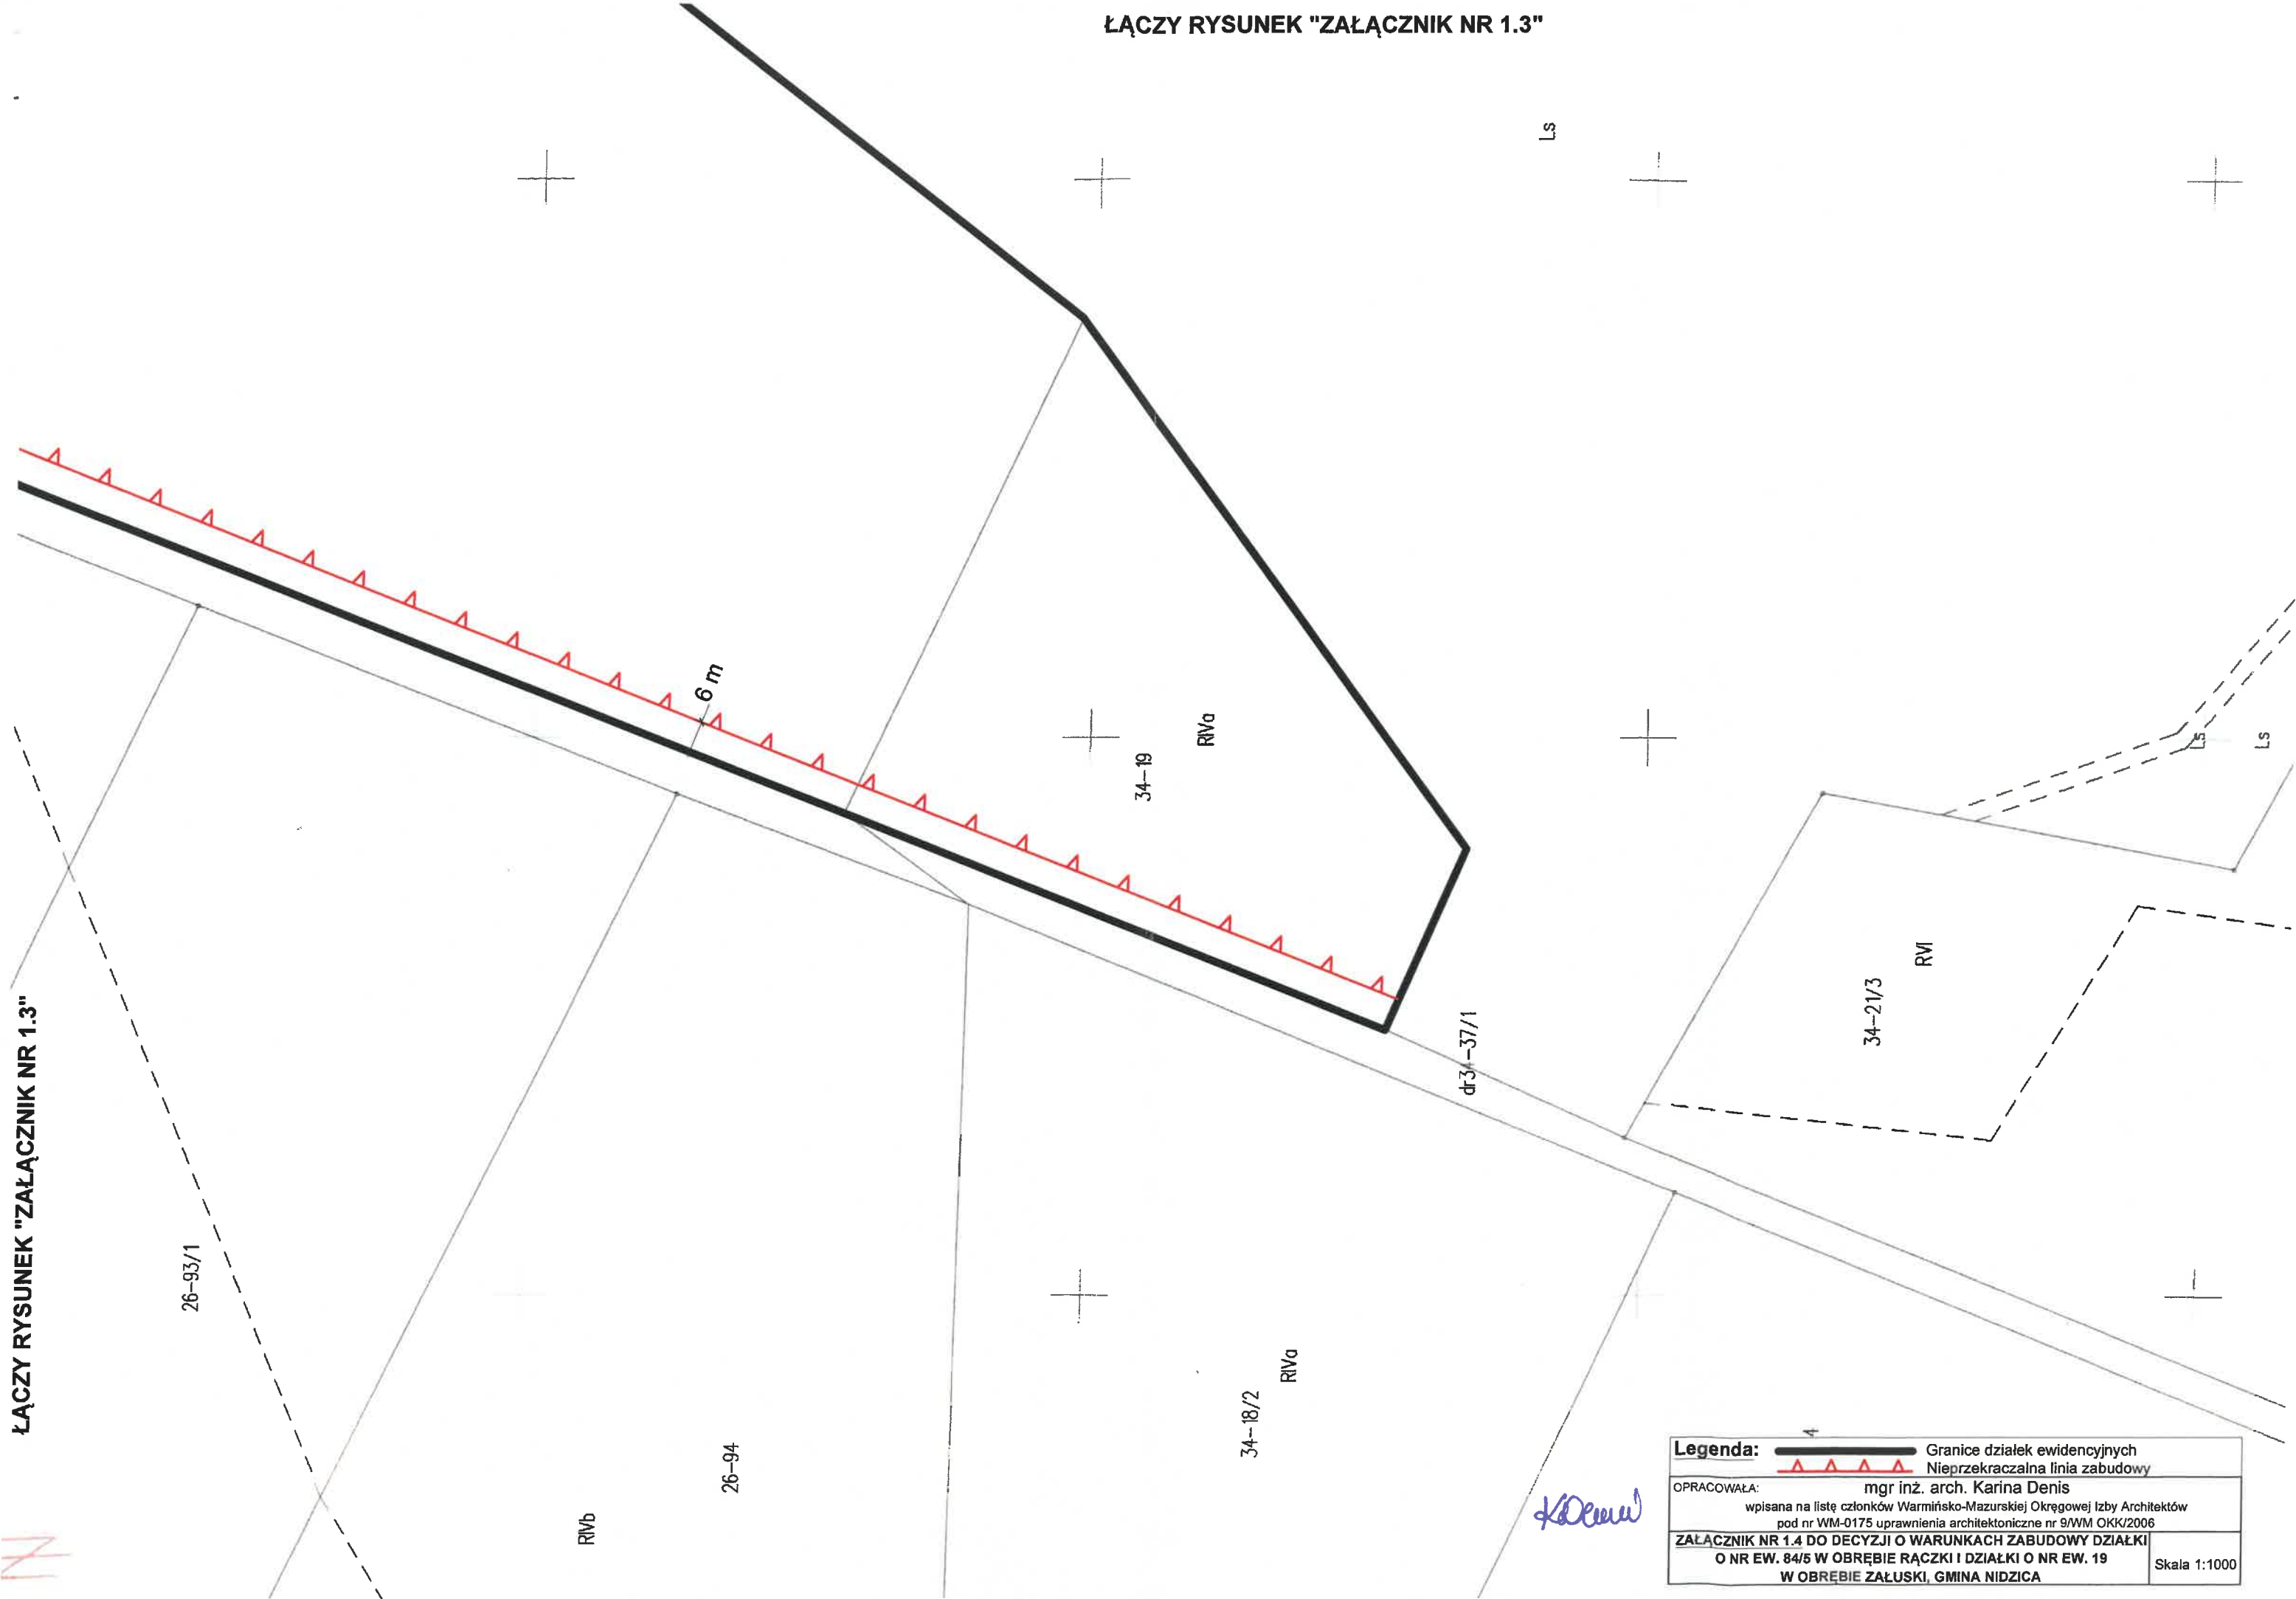 ŁĄCZY RYSUNEK "ZAŁĄCZNIK NR 1.3"
Ls
6 m
34-19
RIVa
Ls
Ls
RVI
34-21/3
dr34-37/1
ŁĄCZY RYSUNEK "ZAŁĄCZNIK NR 1.3"
26-93/1
26-94
RIVb
34-18/2
RIVa
4
Legenda:
Granice działek ewidencyjnych
Nieprzekraczalna linia zabudowy
OPRACOWAŁA:
mgr inż. arch. Karina Denis
wpisana na listę członków Warmińsko-Mazurskiej Okręgowej Izby Architektów
pod nr WM-0175 uprawnienia architektoniczne nr 9/WM OKK/2006
ZAŁĄCZNIK NR 1.4 DO DECYZJI O WARUNKACH ZABUDOWY DZIAŁKI
O NR EW. 84/5 W OBRĘBIE RĄCZKI I DZIAŁKI O NR EW. 19
W OBRĘBIE ZAŁUSKI, GMINA NIDZICA
Skala 1:1000